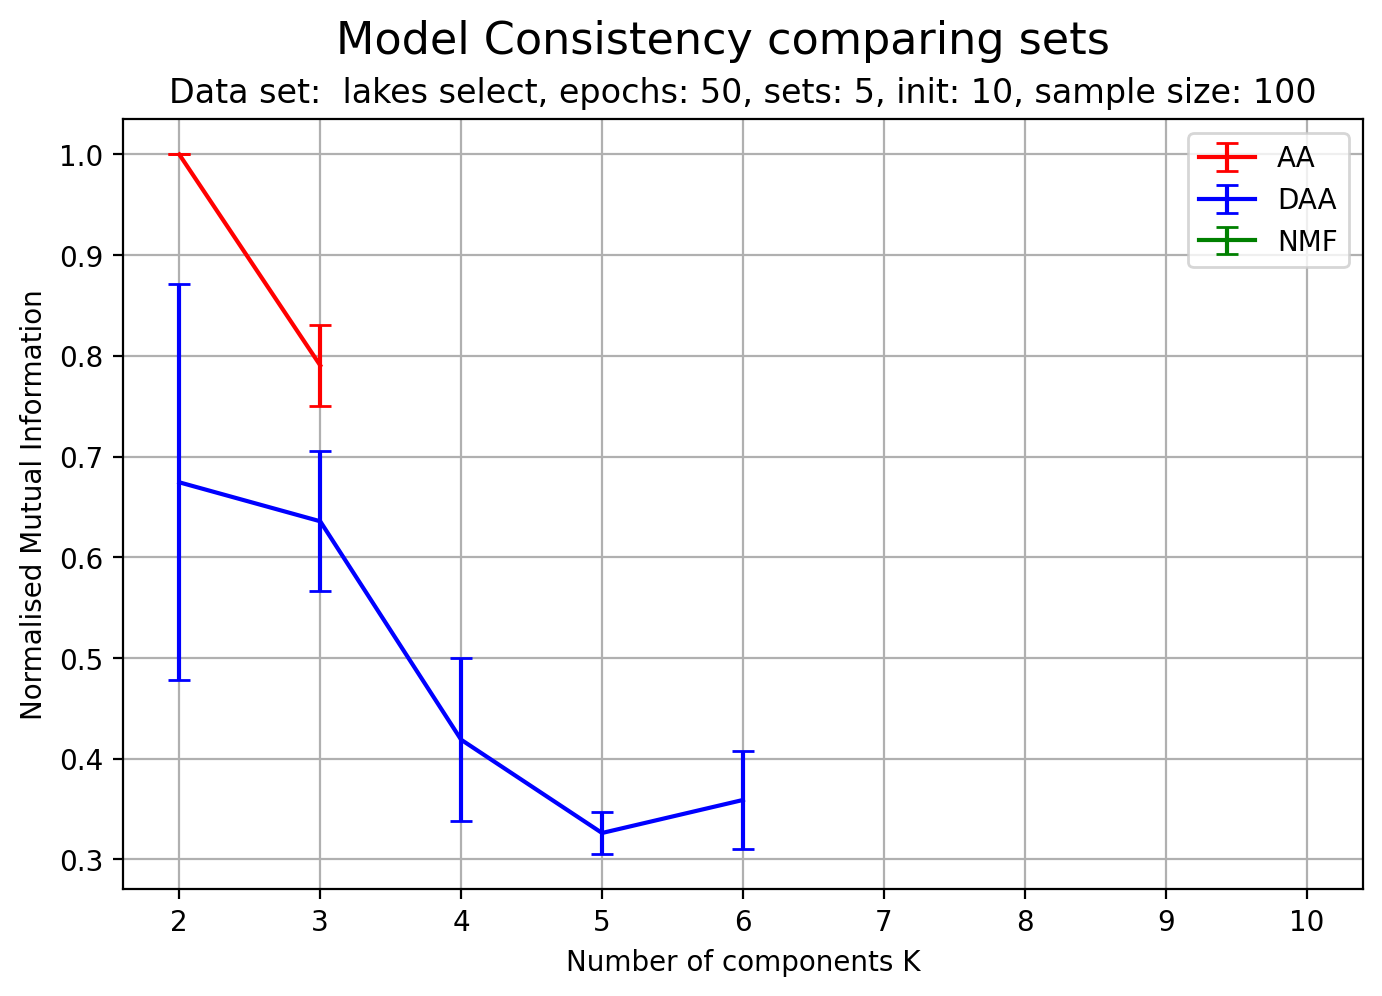 Model Consistency comparing sets
Data set:  lakes select, epochs: 50, sets: 5, init: 10, sample size: 100
AA
DAA
NMF
Normalised Mutual Information
1.0
0.9
0.8
0.7
0.6
0.5
0.4
0.3
2 3 4 5 6 7 8 9 10
Number of components K